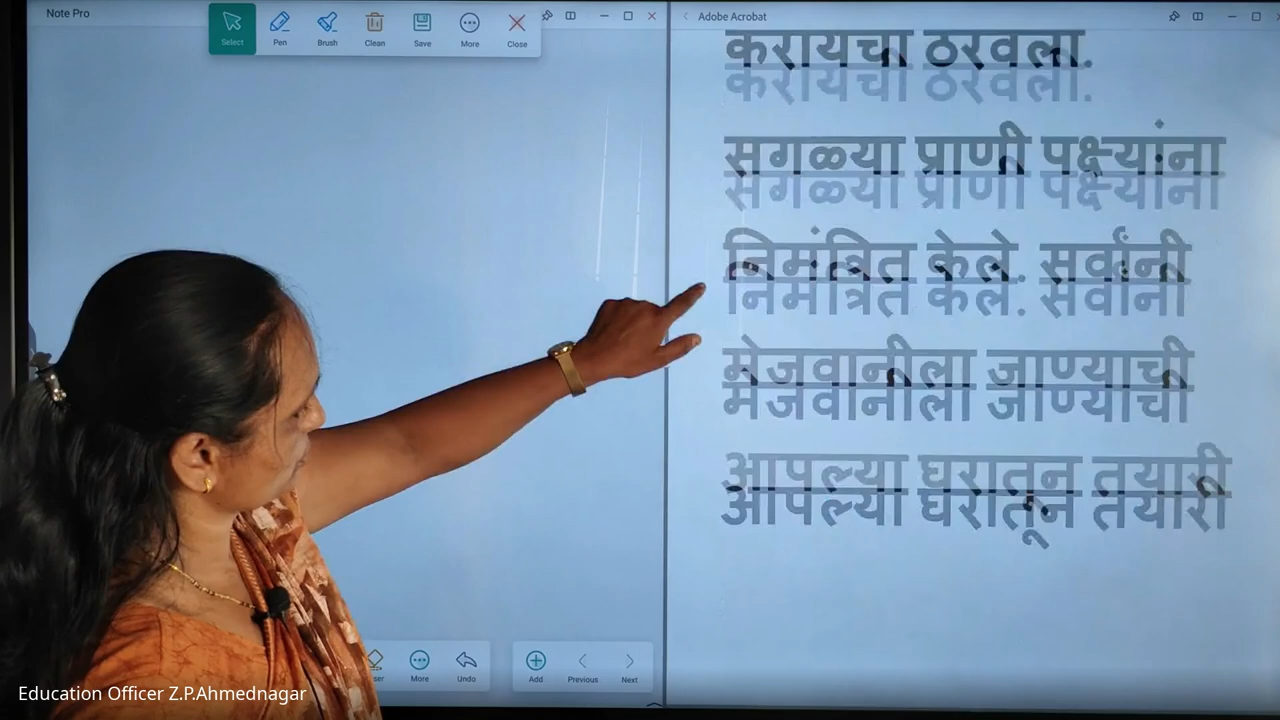 Note Pro
Select Pen Brush Clean Save More Close
Adobe Acrobat
करायचा ठरवला.
सगळ्या प्राणी पक्ष्यांना
निमंत्रित केले. सर्वांनी
मेजवानीला जाण्याची
आपल्या घरातून तयारी
More Undo Add Previous Next
Education Officer Z.P.Ahmednagar